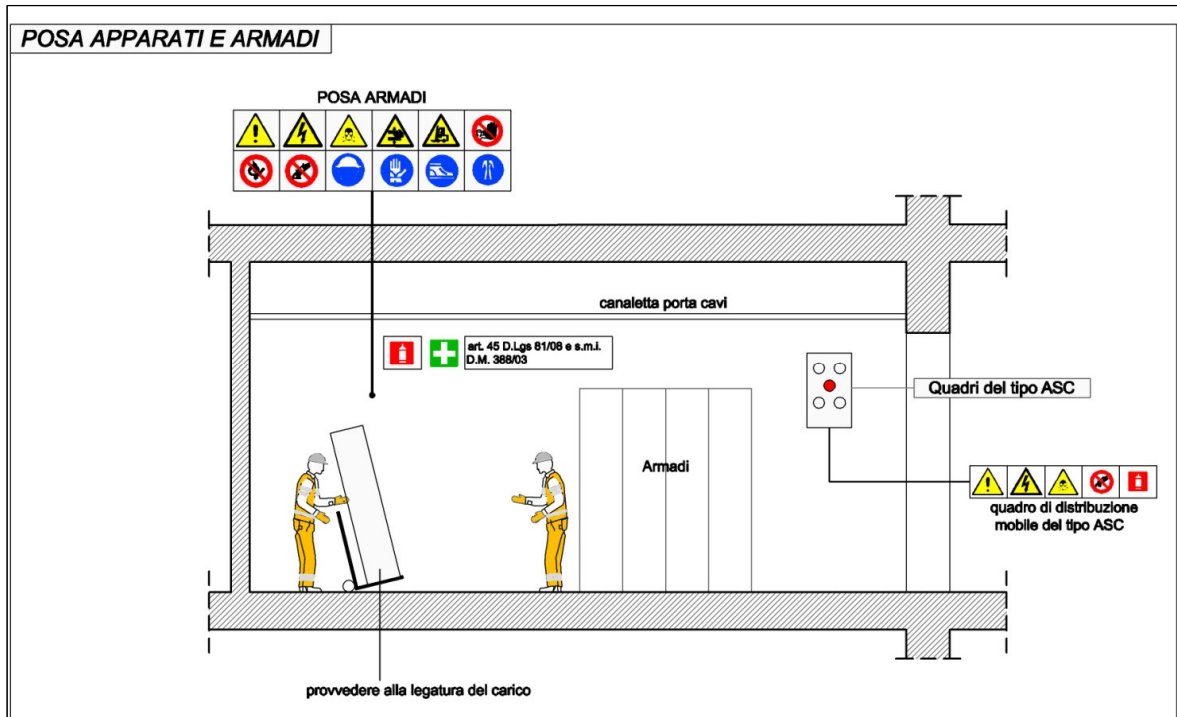 POSA APPARATI E ARMADI
POSA ARMADI
canaletta porta cavi
art. 45 D.Lgs 81/08 e s.m.i.
D.M. 388/03
Quadri del tipo ASC
Armadi
quadro di distribuzione
mobile del tipo ASC
provvedere alla legatura del carico